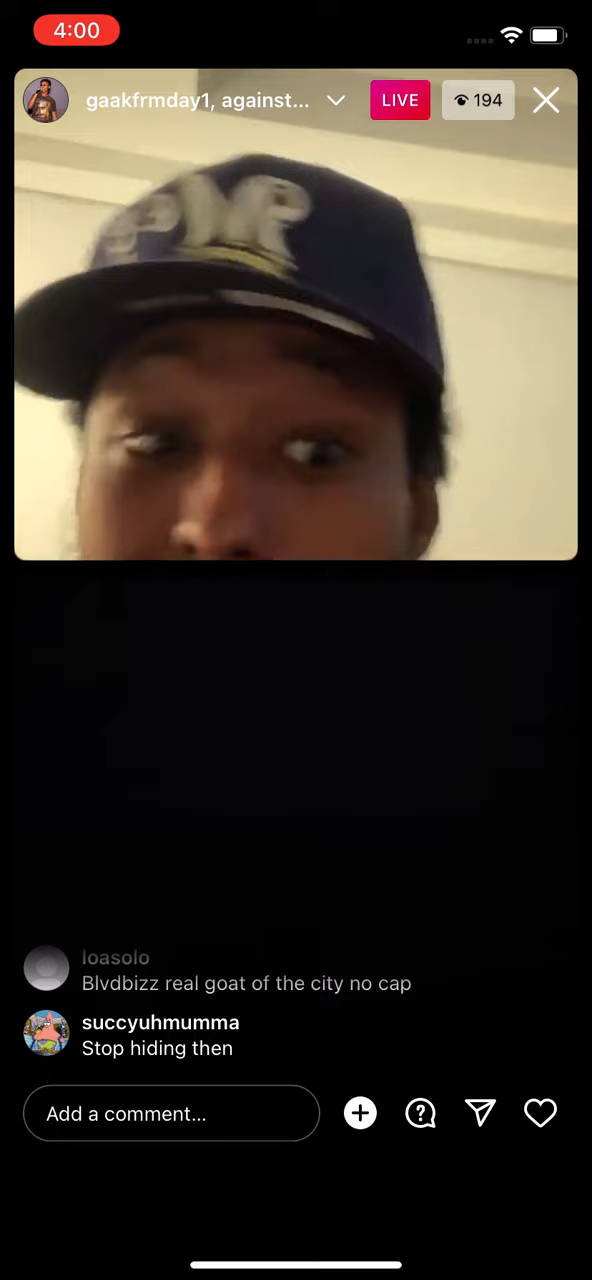 4:00
gaakfrmday1, against...
LIVE
194
loasolo
Blvdbizz real goat of the city no cap
succyuhmumma
Stop hiding then
Add a comment...